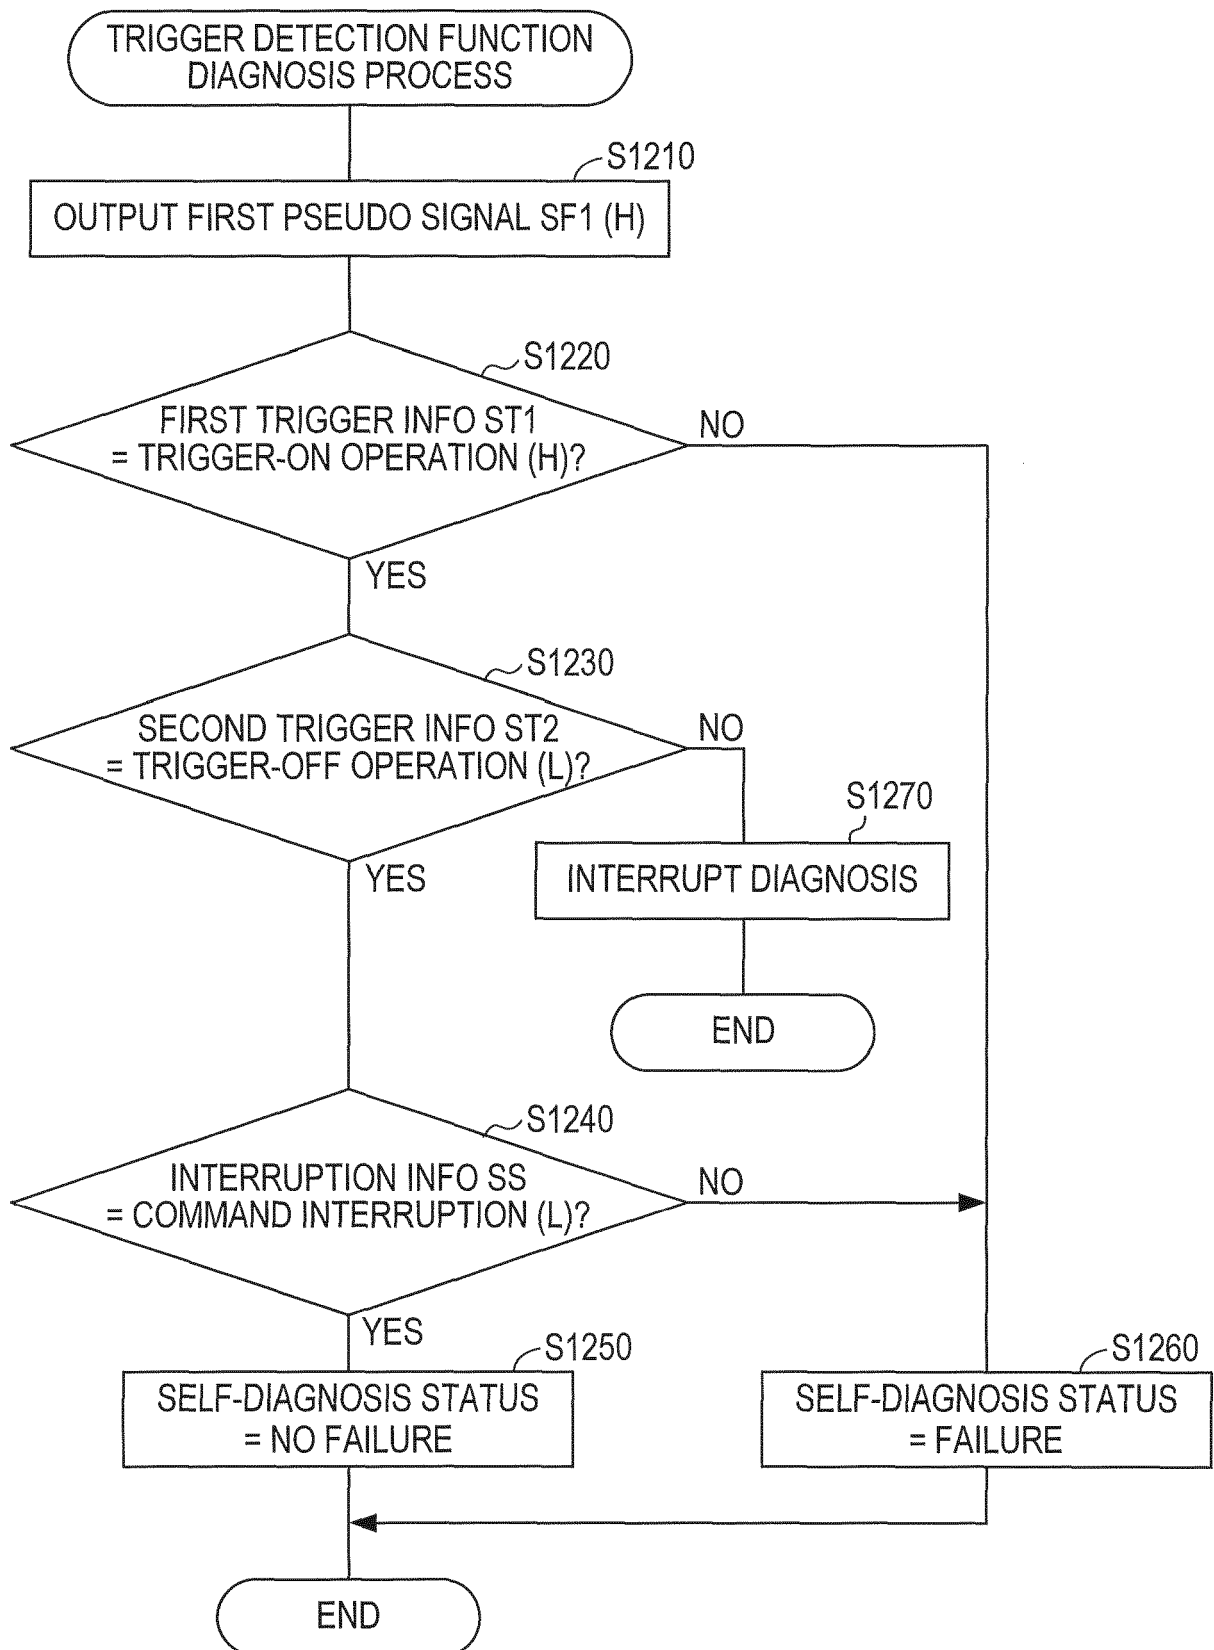 TRIGGER DETECTION FUNCTION
DIAGNOSIS PROCESS
S1210
OUTPUT FIRST PSEUDO SIGNAL SF1 (H)
S1220
FIRST TRIGGER INFO ST1
= TRIGGER-ON OPERATION (H)?
NO
YES
S1230
SECOND TRIGGER INFO ST2
= TRIGGER-OFF OPERATION (L)?
NO
YES
S1270
INTERRUPT DIAGNOSIS
END
S1240
INTERRUPTION INFO SS
= COMMAND INTERRUPTION (L)?
NO
YES
S1250
SELF-DIAGNOSIS STATUS
= NO FAILURE
S1260
SELF-DIAGNOSIS STATUS
= FAILURE
END